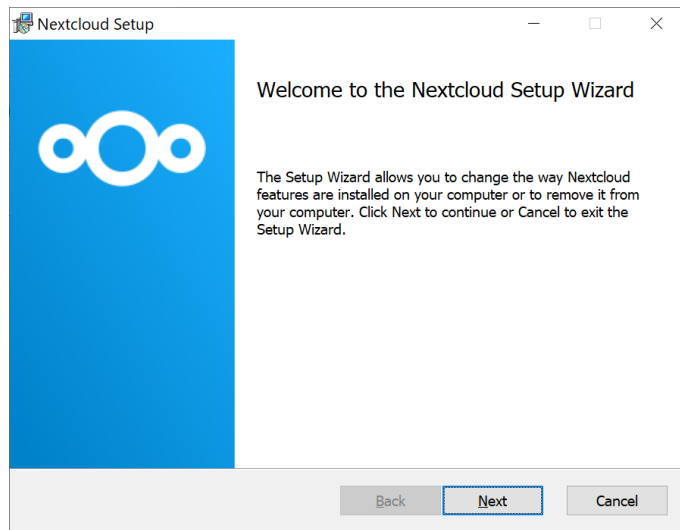 Nextcloud Setup
Welcome to the Nextcloud Setup Wizard
The Setup Wizard allows you to change the way Nextcloud
features are installed on your computer or to remove it from
your computer. Click Next to continue or Cancel to exit the
Setup Wizard.
Back Next Cancel